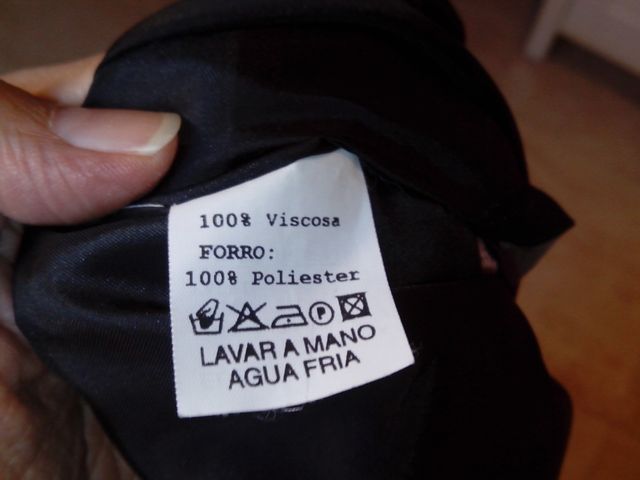 100% Viscosa
FORRO:
100% Poliester
P
LAVAR A MANO
AGUA FRIA